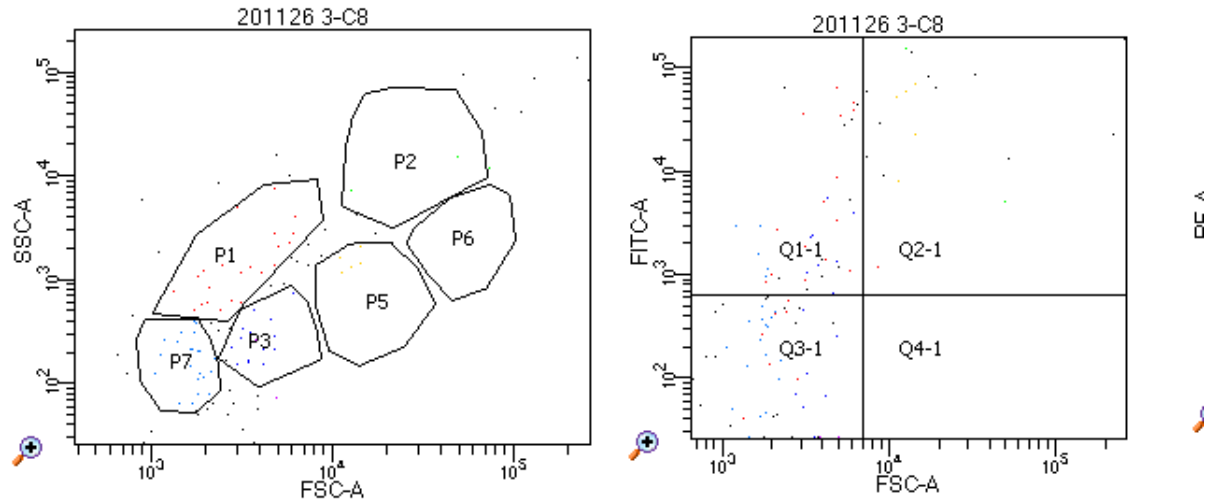 201126 3-C8
SSC-A
10^5
10^4
10^3
10^2
P2
P1
P6
P5
P3
P7
10^3
10^4
10^5
FSC-A
201126 3-C8
FITC-A
10^5
10^4
10^3
10^2
Q1-1
Q2-1
Q3-1
Q4-1
10^3
10^4
10^5
FSC-A